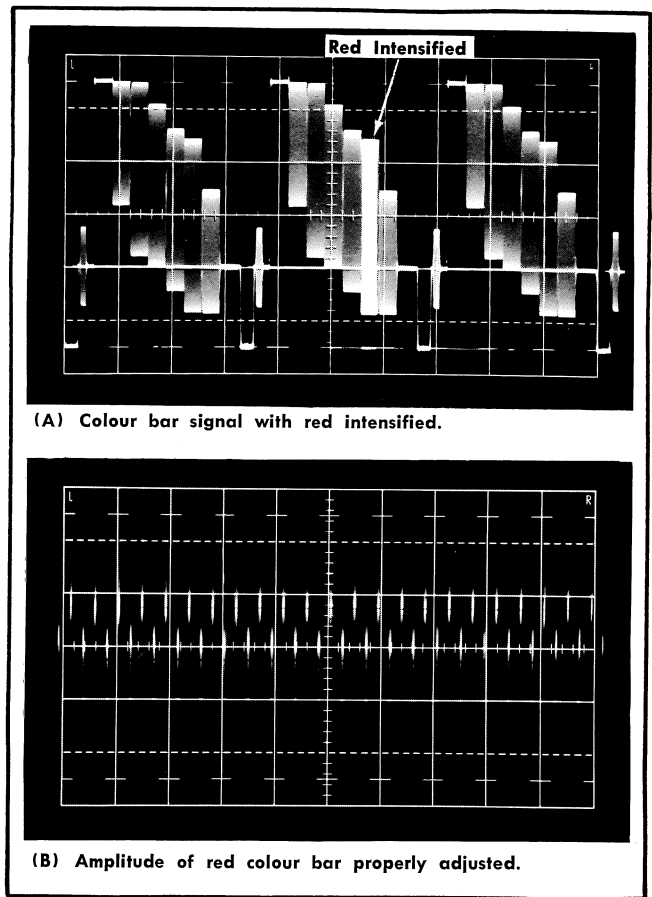 Red Intensified
L L
(A) Colour bar signal with red intensified.
L R
(B) Amplitude of red colour bar properly adjusted.